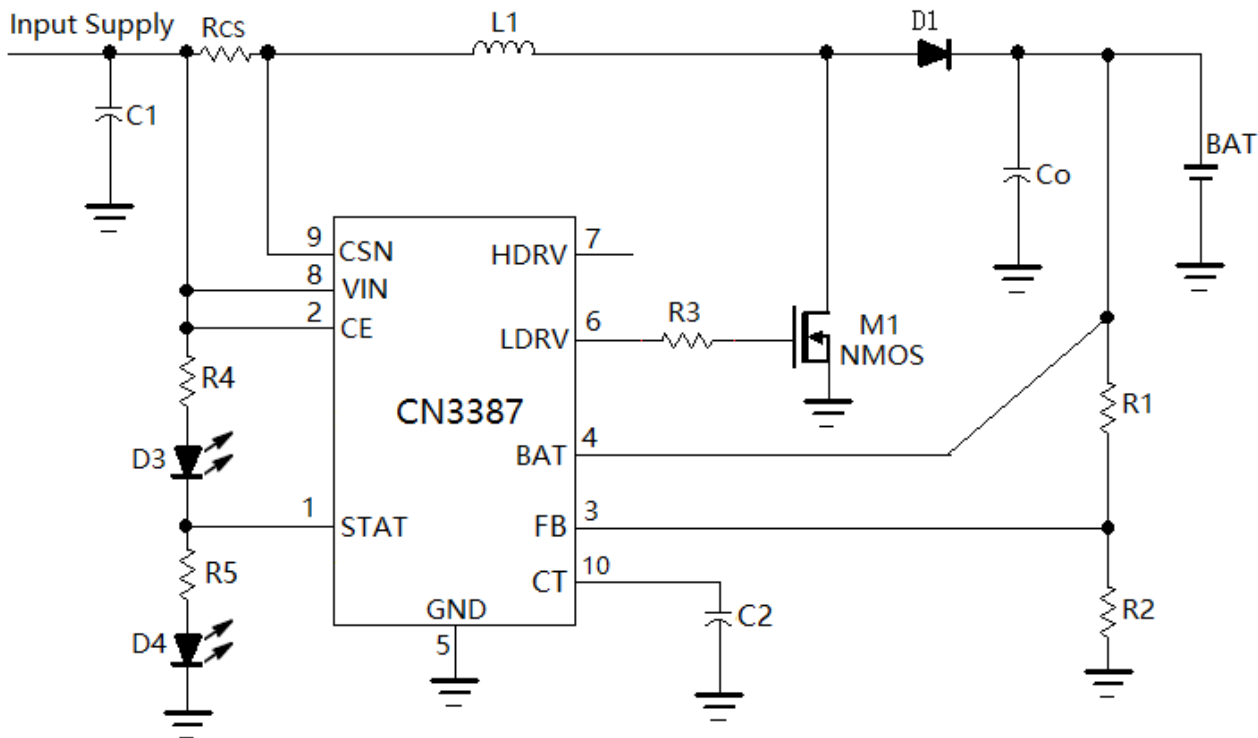 Input Supply
RCS
L1
D1
C1
Co
BAT
9
CSN
HDRV
7
8
VIN
2
CE
LDRV
6
R3
M1
NMOS
R4
CN3387
R1
D3
BAT
4
1
STAT
FB
3
R5
CT
10
C2
R2
GND
5
D4